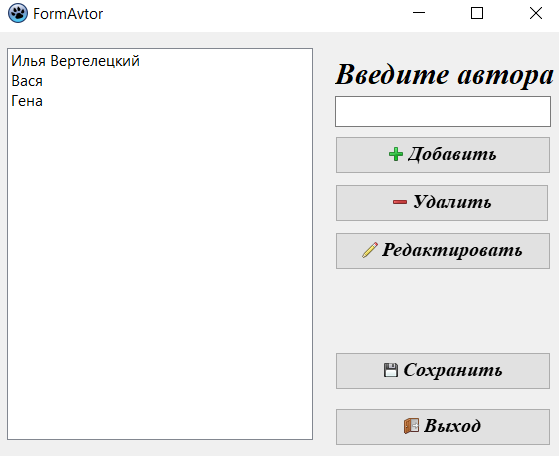 FormAvtor
Илья Вертелецкий
Вася
Гена
Введите автора
Добавить
Удалить
Редактировать
Сохранить
Выход